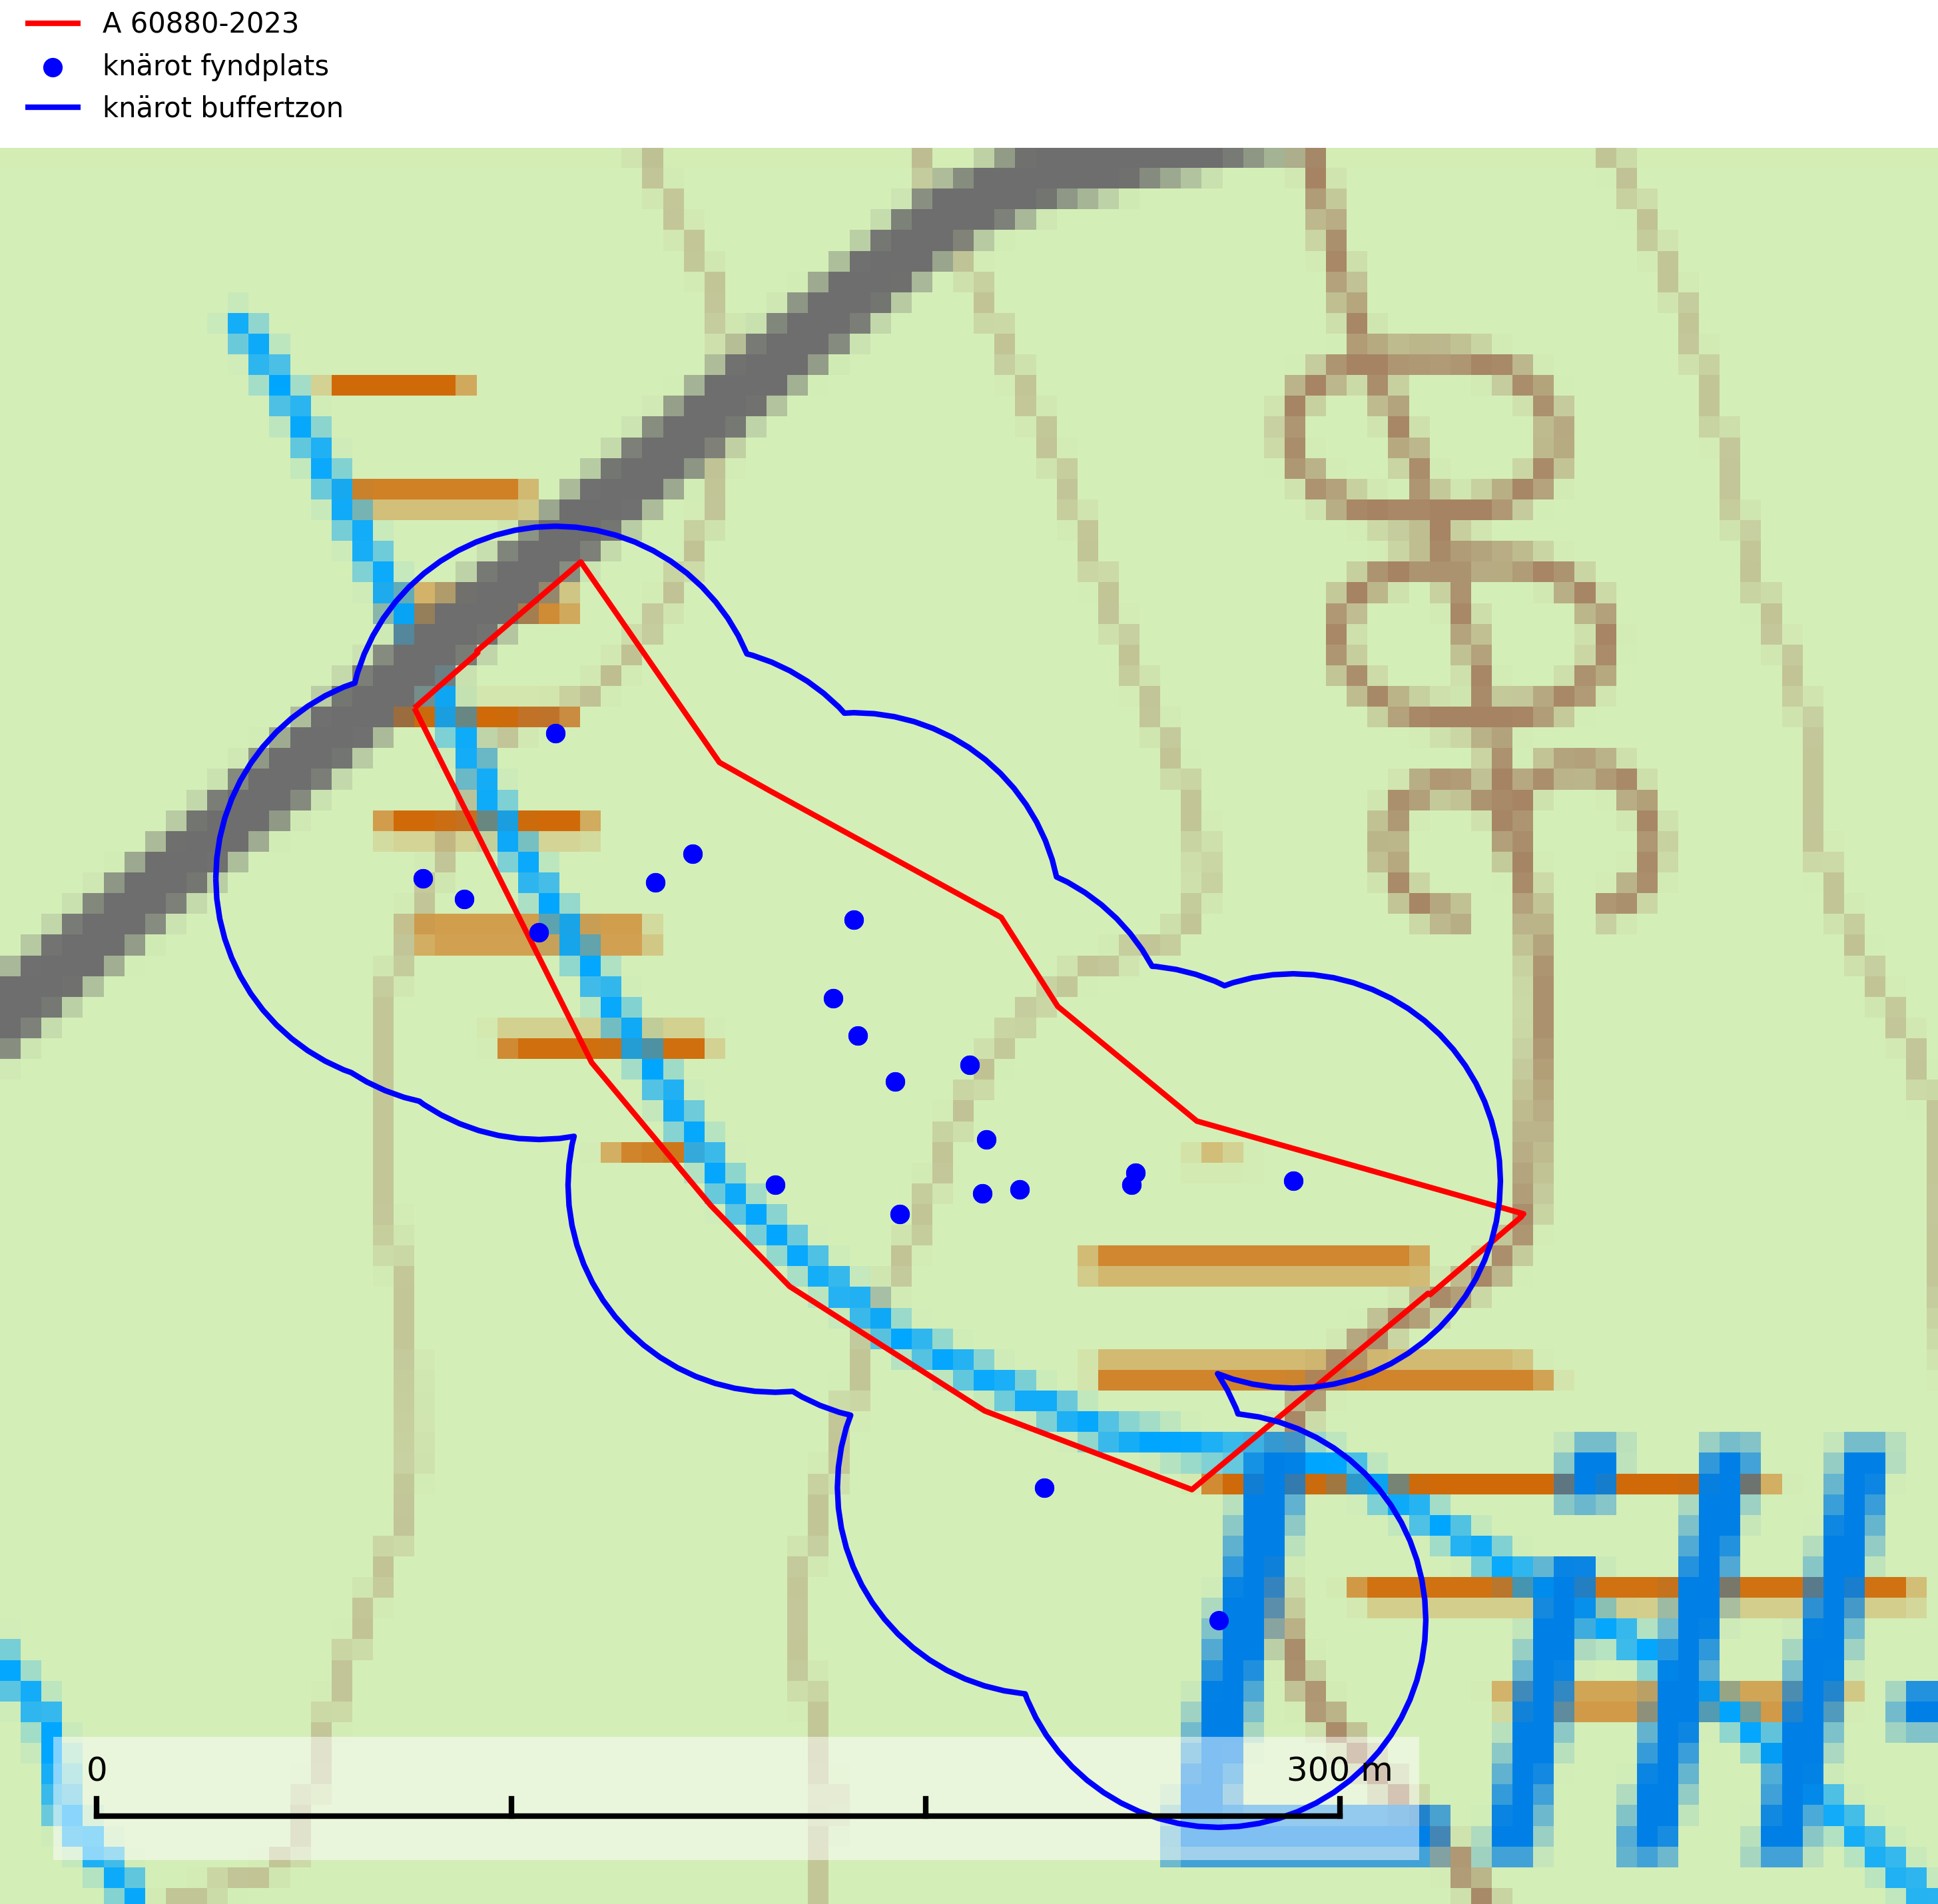 A 60880-2023
knärot fyndplats
knärot buffertzon
0 300 m